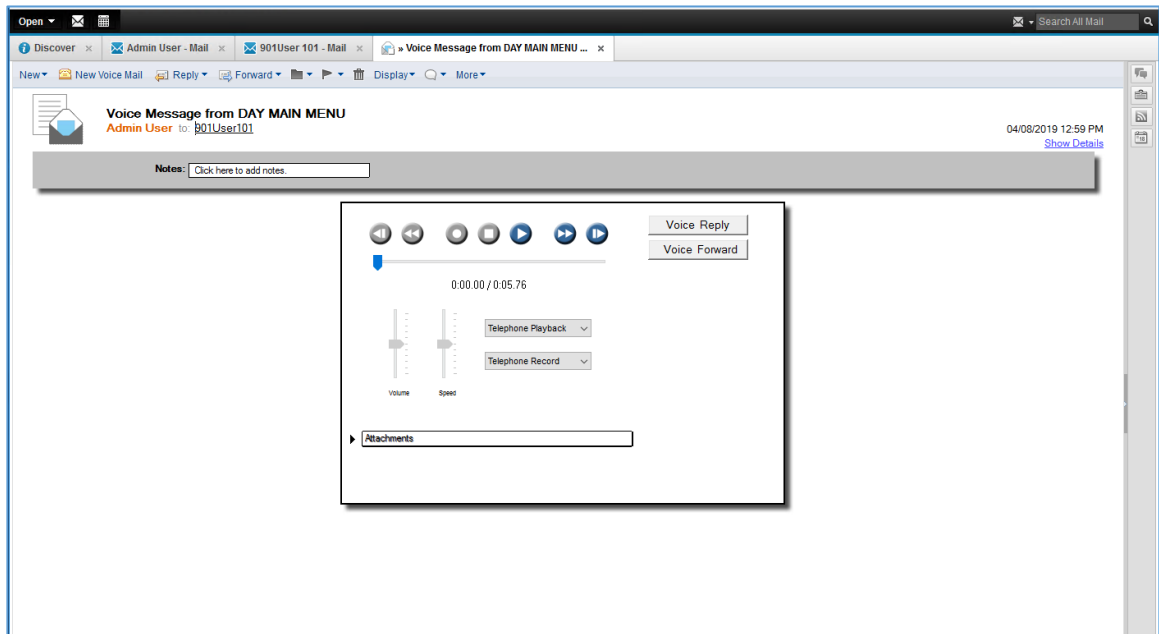 Open
Search All Mail
Discover × Admin User - Mail × 901User 101 - Mail × » Voice Message from DAY MAIN MENU ... ×
New New Voice Mail Reply Forward Display More
Voice Message from DAY MAIN MENU
Admin User to: 901User101
04/08/2019 12:59 PM
Show Details
Notes: Click here to add notes.
Voice Reply
Voice Forward
0:00.00 / 0:05.76
Telephone Playback
Telephone Record
Volume Speed
Attachments